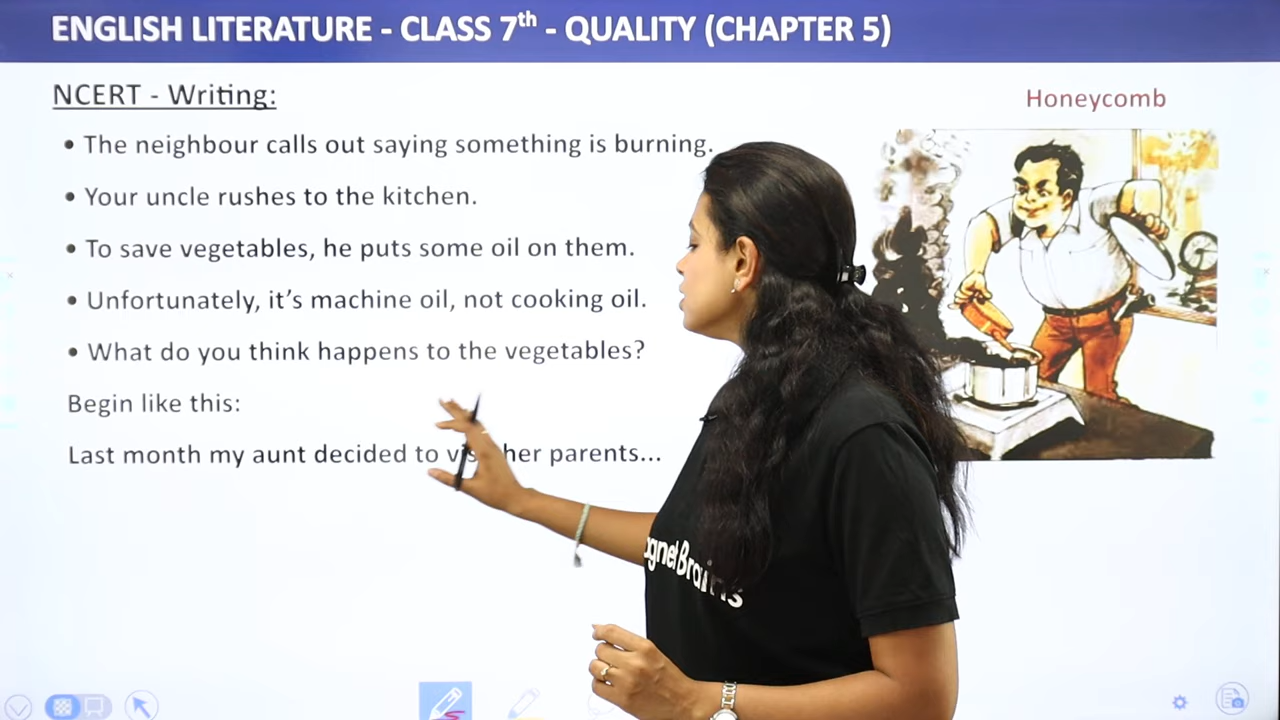 ENGLISH LITERATURE - CLASS 7th - QUALITY (CHAPTER 5)
NCERT - Writing:
Honeycomb
• The neighbour calls out saying something is burning.
• Your uncle rushes to the kitchen.
• To save vegetables, he puts some oil on them.
• Unfortunately, it's machine oil, not cooking oil.
• What do you think happens to the vegetables?
Begin like this:
Last month my aunt decided to her parents...